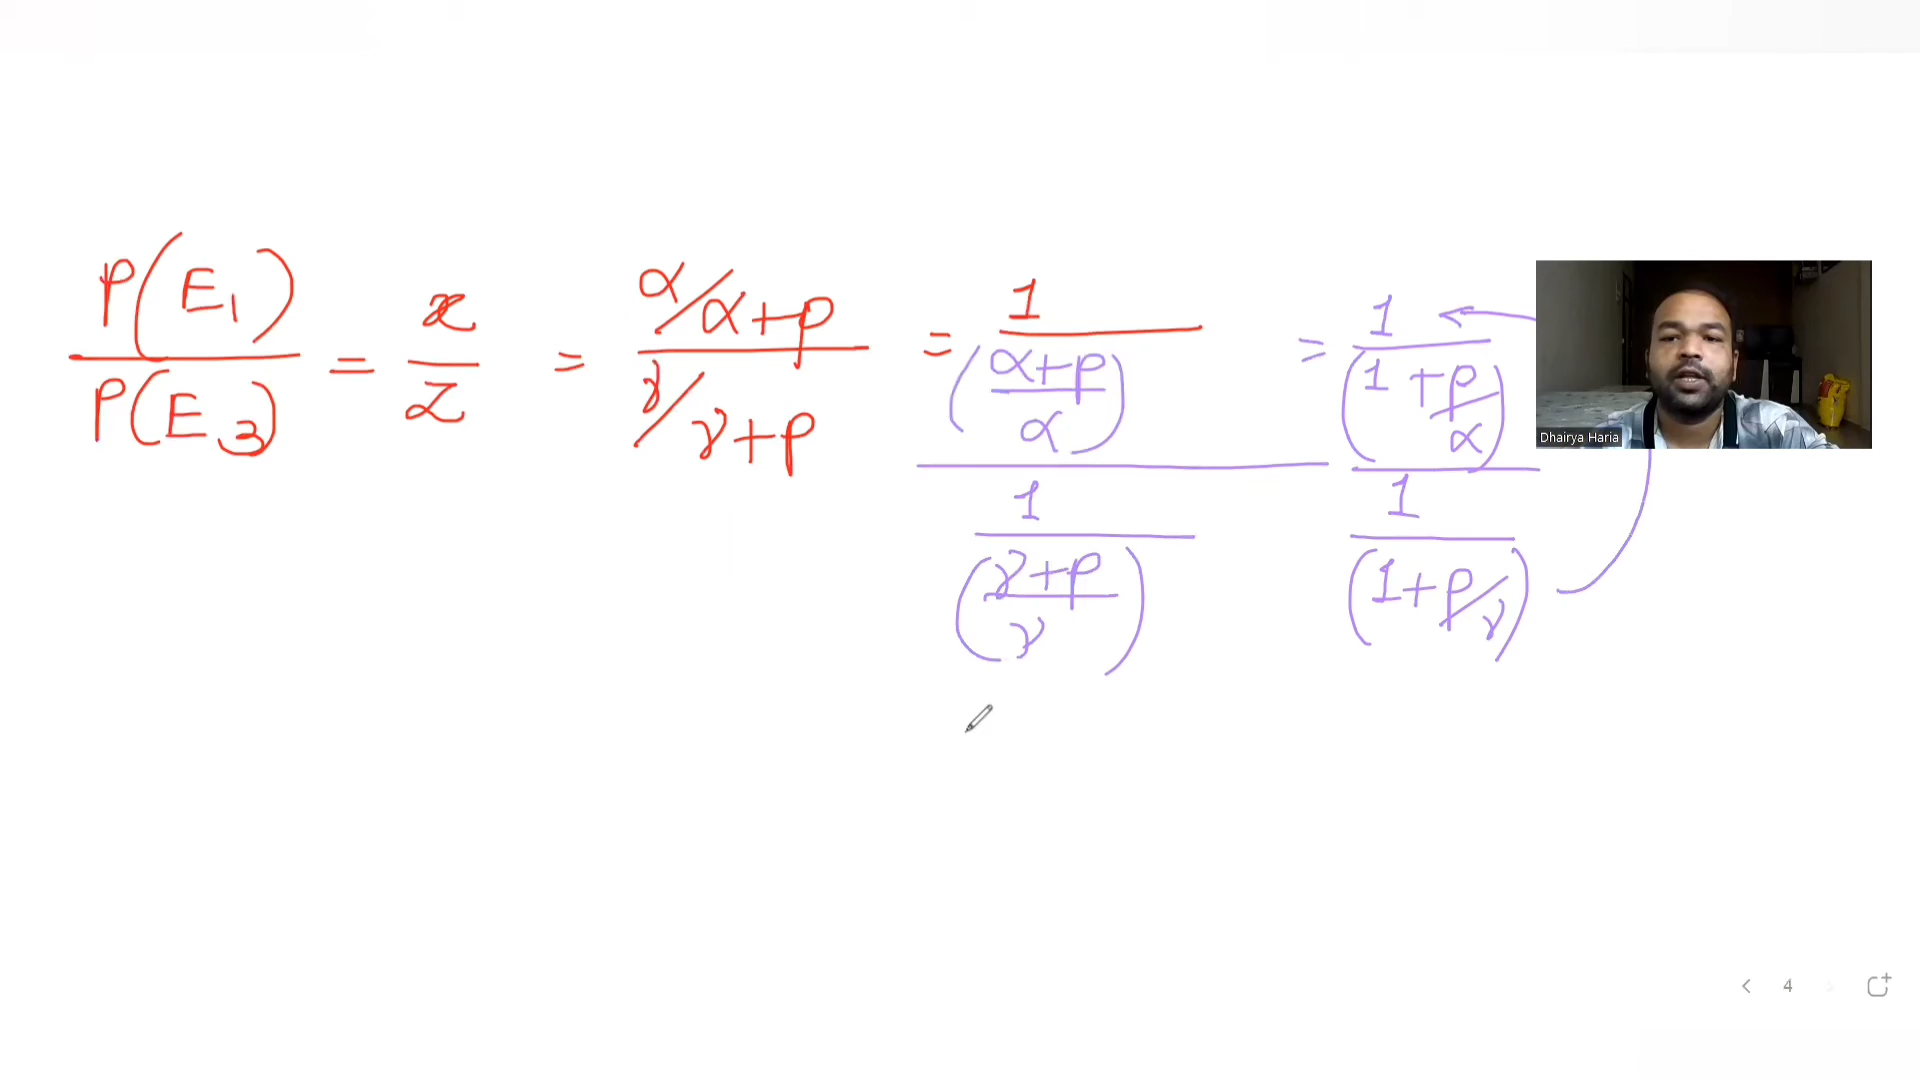 P(E₁)/P(E₃) = x/z = (α/α+p)/(γ/γ+p) = (1/((α+p)/α))/(1/((γ+p)/γ)) = (1/(1+p/α))/(1/(1+p/γ))
Dhairya Haria
4